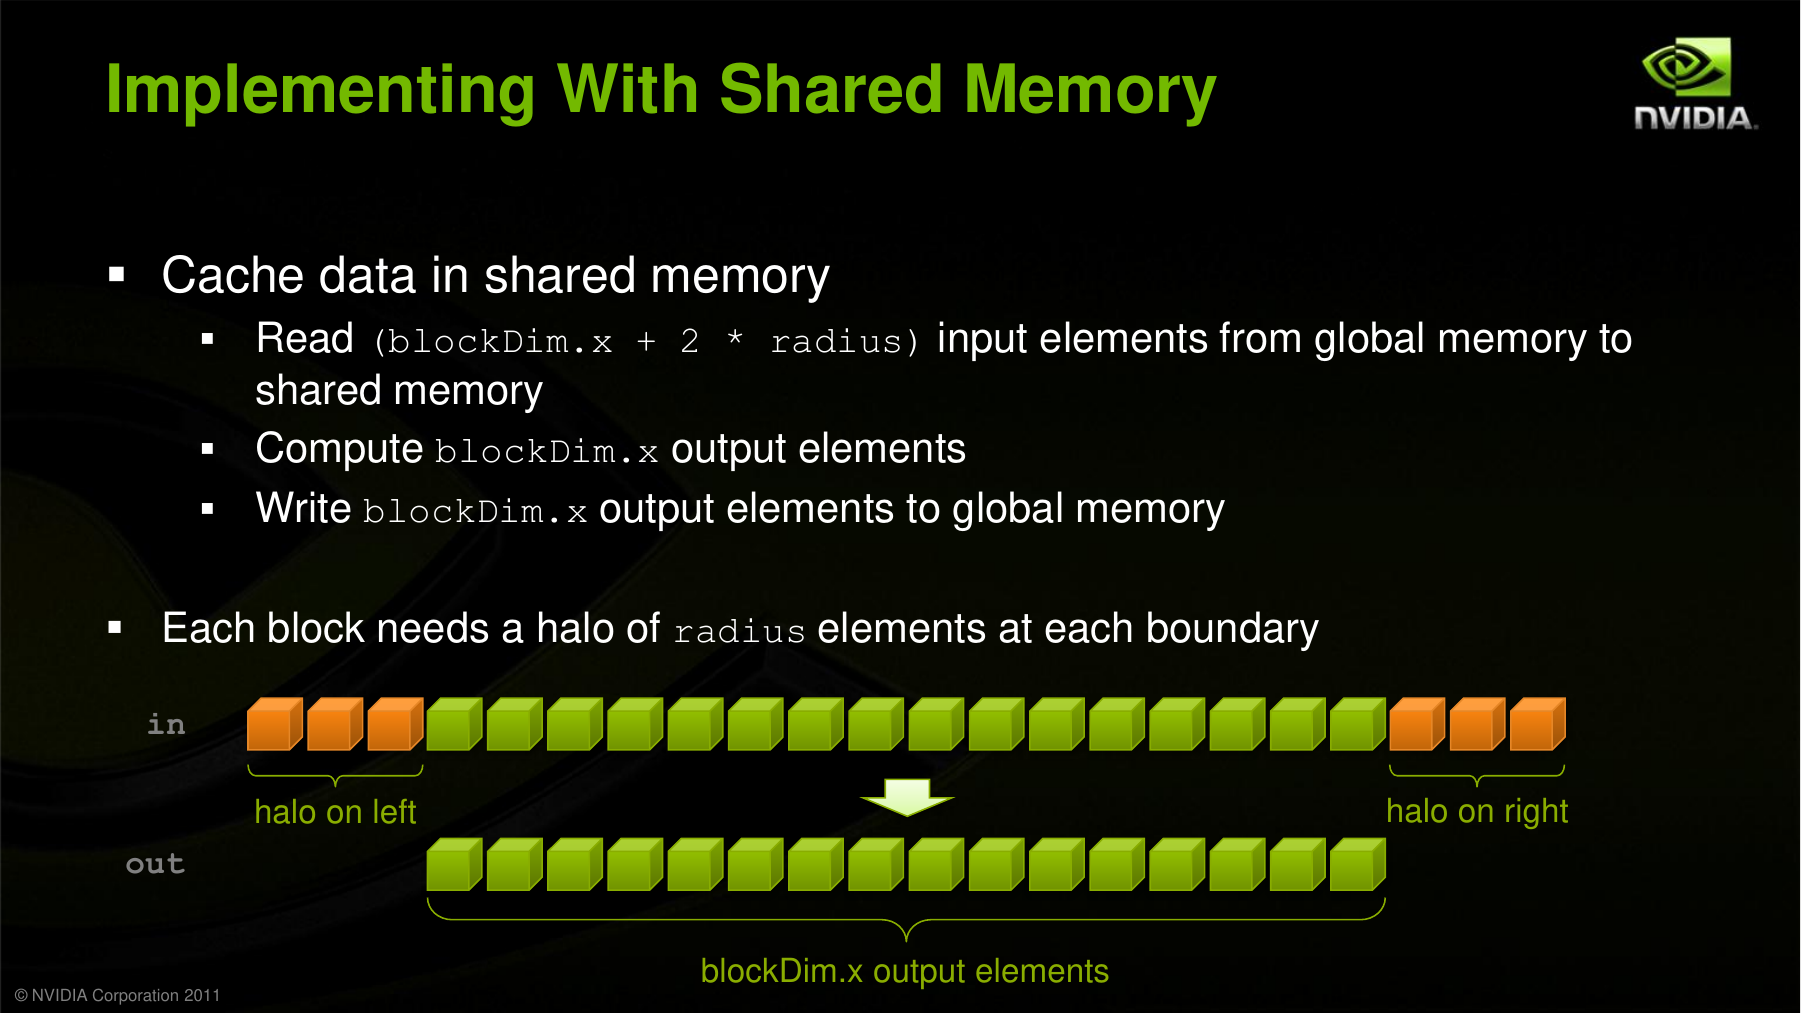 Implementing With Shared Memory
NVIDIA.
▪ Cache data in shared memory
▪ Read (blockDim.x + 2 * radius) input elements from global memory to
shared memory
▪ Compute blockDim.x output elements
▪ Write blockDim.x output elements to global memory
▪ Each block needs a halo of radius elements at each boundary
in
halo on left
halo on right
out
blockDim.x output elements
© NVIDIA Corporation 2011